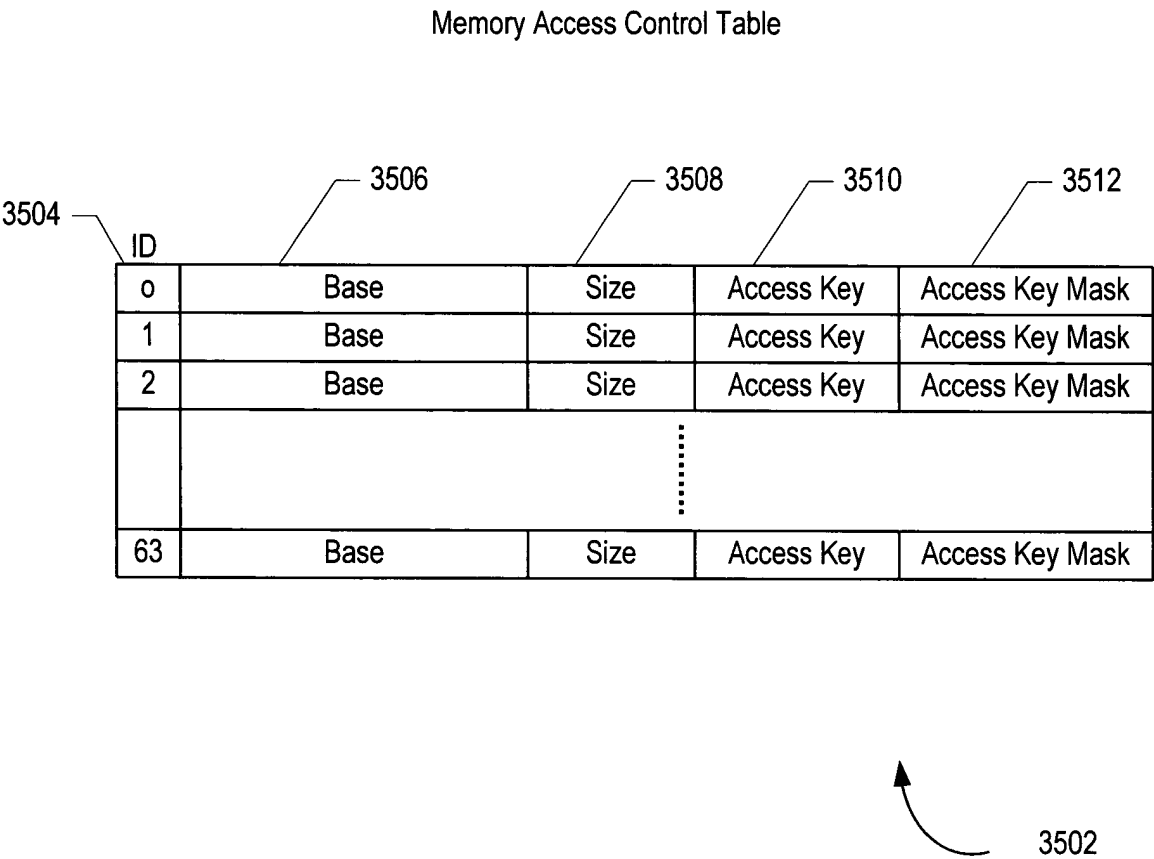 Memory Access Control Table
3506 3508 3510 3512
3504
ID
o Base Size Access Key Access Key Mask
1 Base Size Access Key Access Key Mask
2 Base Size Access Key Access Key Mask
63 Base Size Access Key Access Key Mask
3502